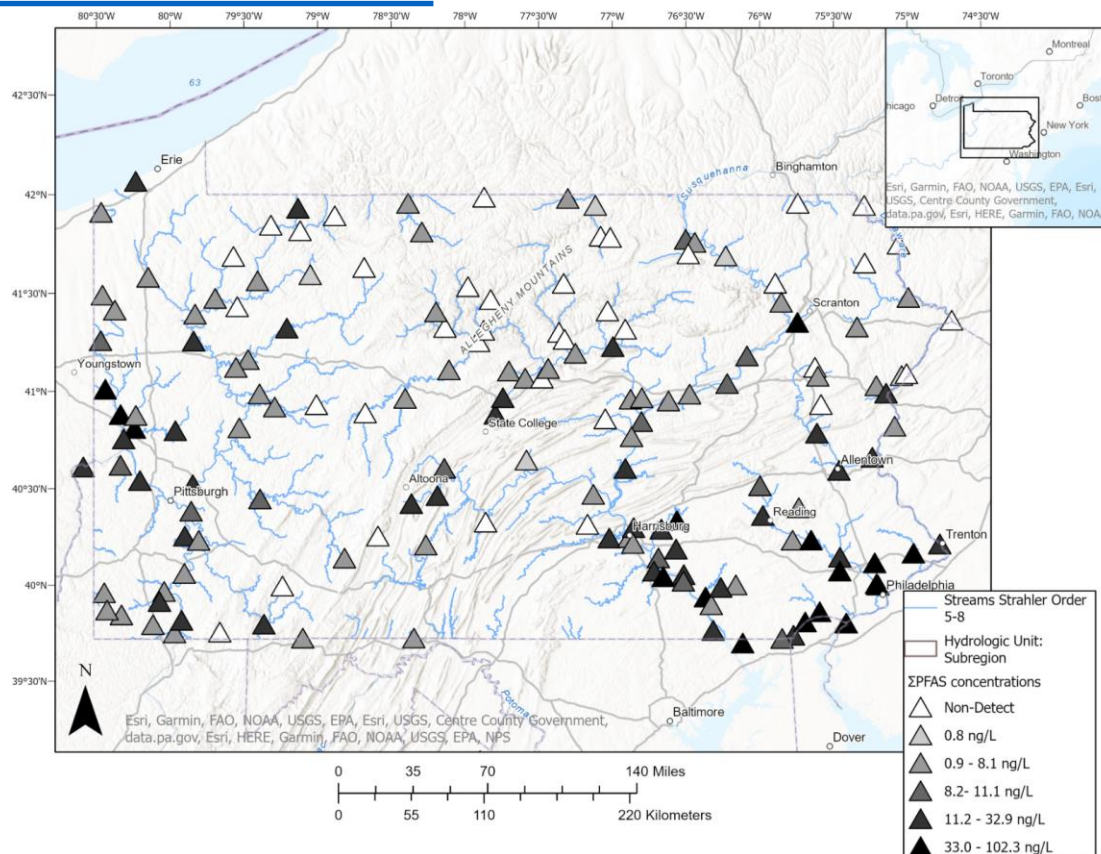 80°30'W 80°W 79°30'W 79°W 78°30'W 78°W 77°30'W 77°W 76°30'W 76°W 75°30'W 75°W 74°30'W
42°30'N
42°N
41°30'N
41°N
40°30'N
40°N
39°30'N
63
Erie
Binghamton
Susquehanna
ALLEGHENY MOUNTAINS
Scranton
Youngstown
State College
Altoona
Pittsburgh
Allentown
Reading
Harrisburg
Trenton
Philadelphia
Baltimore
Dover
Potoma
Montreal
Toronto
Detroit
hicago
Bost
New York
Washington
Esri, Garmin, FAO, NOAA, USGS, EPA, Esri,
USGS, Centre County Government,
data.pa.gov, Esri, HERE, Garmin, FAO, NOA
Streams Strahler Order
5-8
Hydrologic Unit:
Subregion
ΣPFAS concentrations
Non-Detect
0.8 ng/L
0.9 - 8.1 ng/L
8.2- 11.1 ng/L
11.2 - 32.9 ng/L
33.0 - 102.3 ng/L
N
Esri, Garmin, FAO, NOAA, USGS, EPA, Esri, USGS, Centre County Government,
data.pa.gov, Esri, HERE, Garmin, FAO, NOAA, USGS, EPA, NPS
0 35 70 140 Miles
0 55 110 220 Kilometers